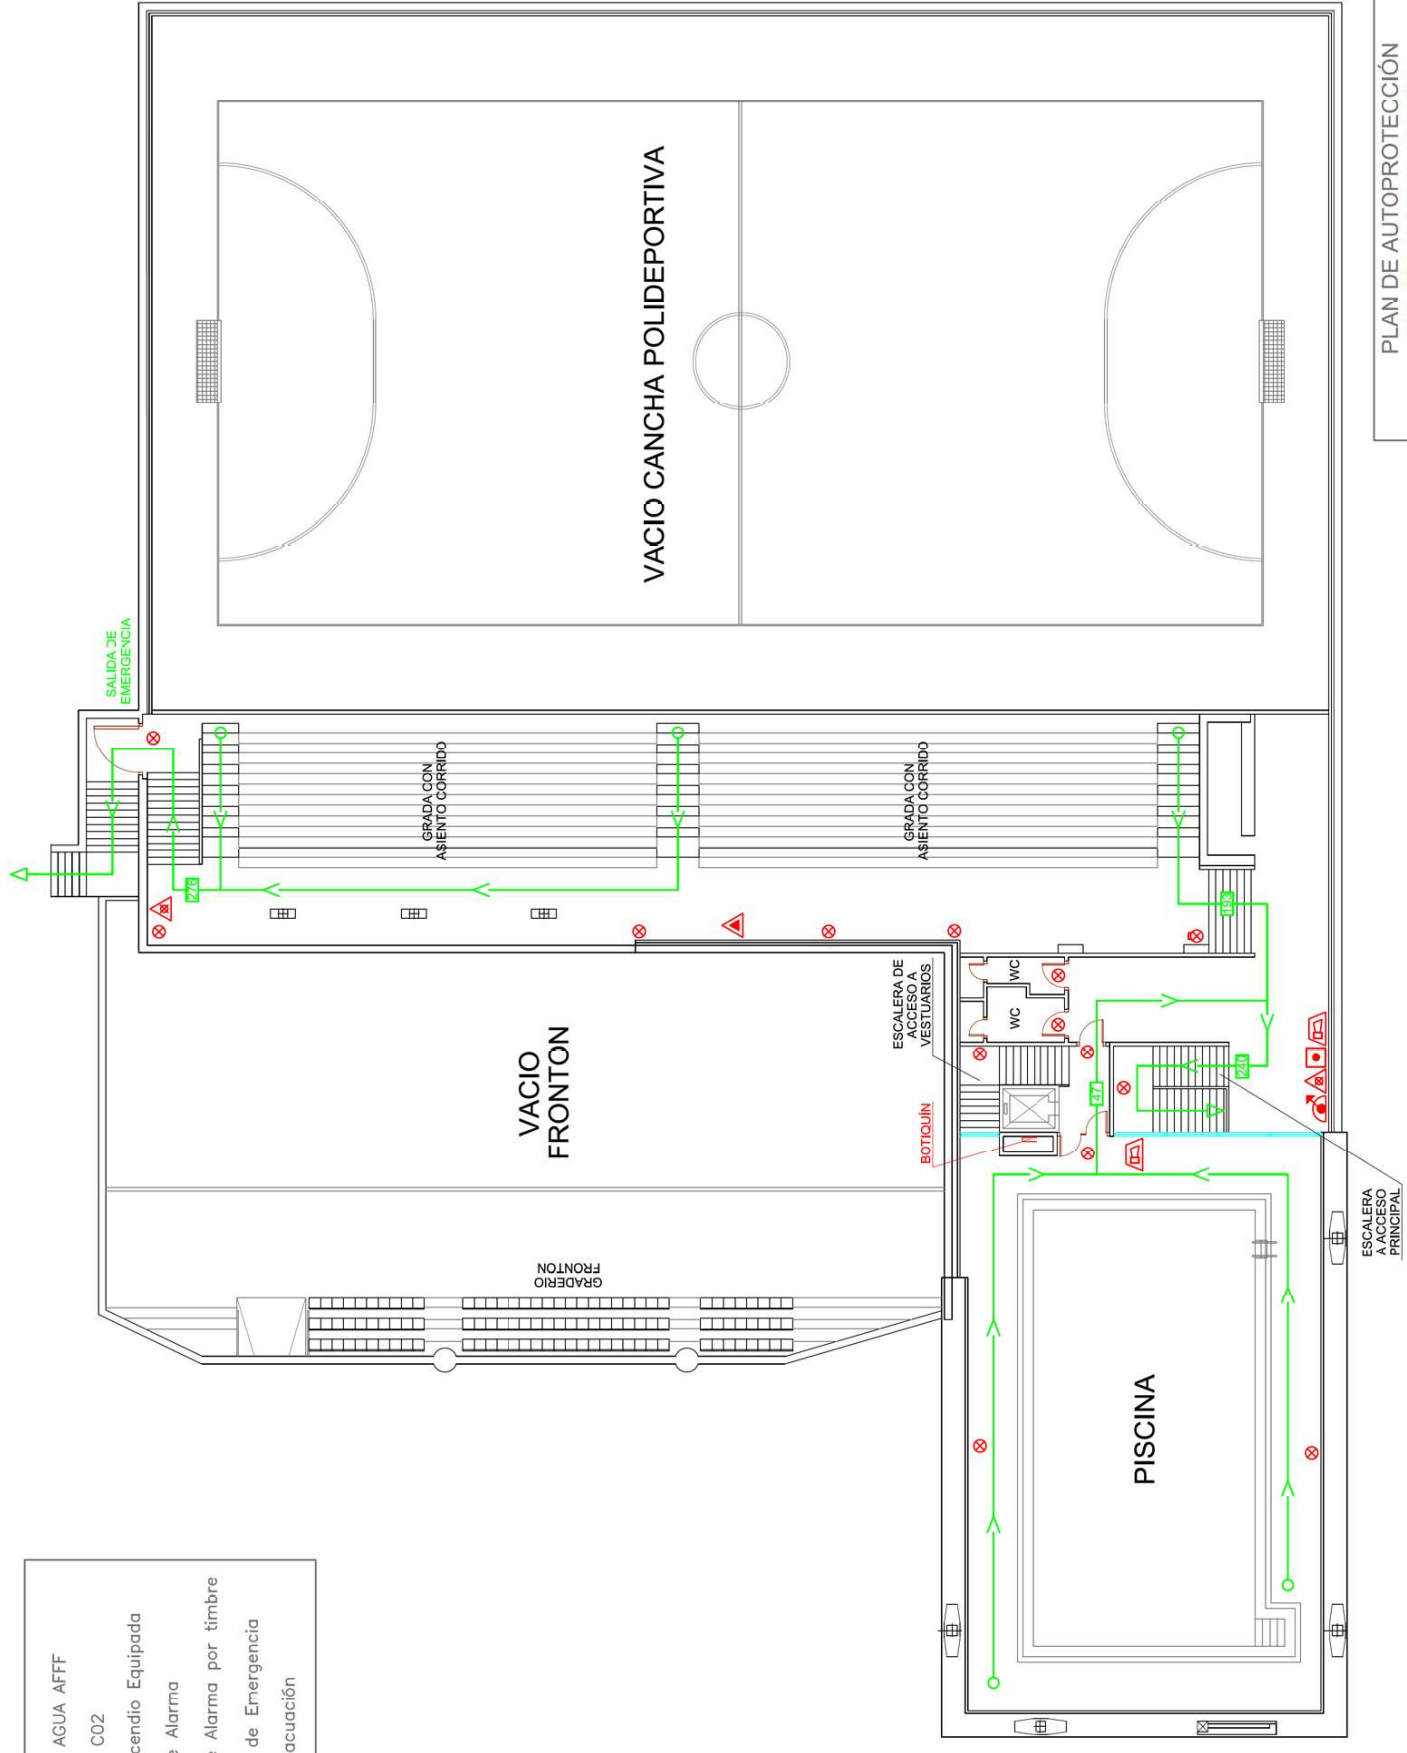 PLAN DE AUTOPROTECCIÓN
VACIO CANCHA POLIDEPORTIVA
SALIDA DE
EMERGENCIA
GRADA CON
ASIENTO CORRIDO
GRADA CON
ASIENTO CORRIDO
276
193
VACIO
FRONTON
ESCALERA DE
ACCESO A
VESTUARIOS
WC
WC
BOTIQUÍN
47
240
ESCALERA
A ACCESO
PRINCIPAL
GRADERIO
FRONTON
PISCINA
AGUA AFFF
C02
cendio Equipada
e Alarma
Alarma por timbre
de Emergencia
acuación